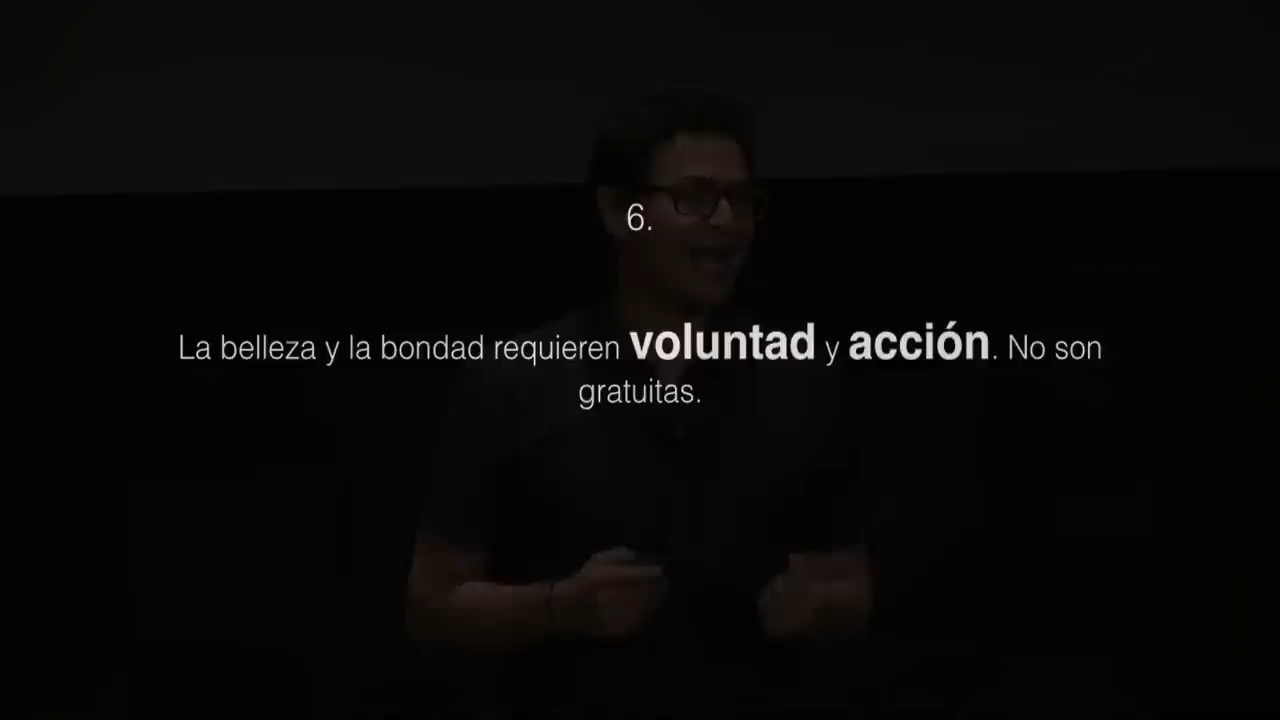 6.
La belleza y la bondad requieren voluntad y acción. No son
gratuitas.